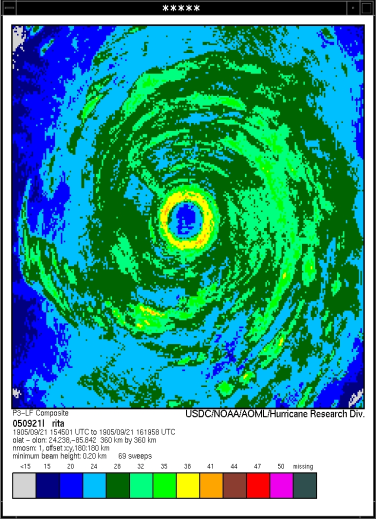 *****
P3-LF Composite
USDC/NOAA/AOML/Hurricane Research Div.
050921I rita
1905/09/21 154501 UTC to 1905/09/21 161958 UTC
olat - olon: 24.238,-85.842 360 km by 360 km
nmosm: 1, offset x;y,180;180 km
minimum beam height: 0.20 km 69 sweeps
<15 15 20 24 28 32 35 38 41 44 47 50 missing